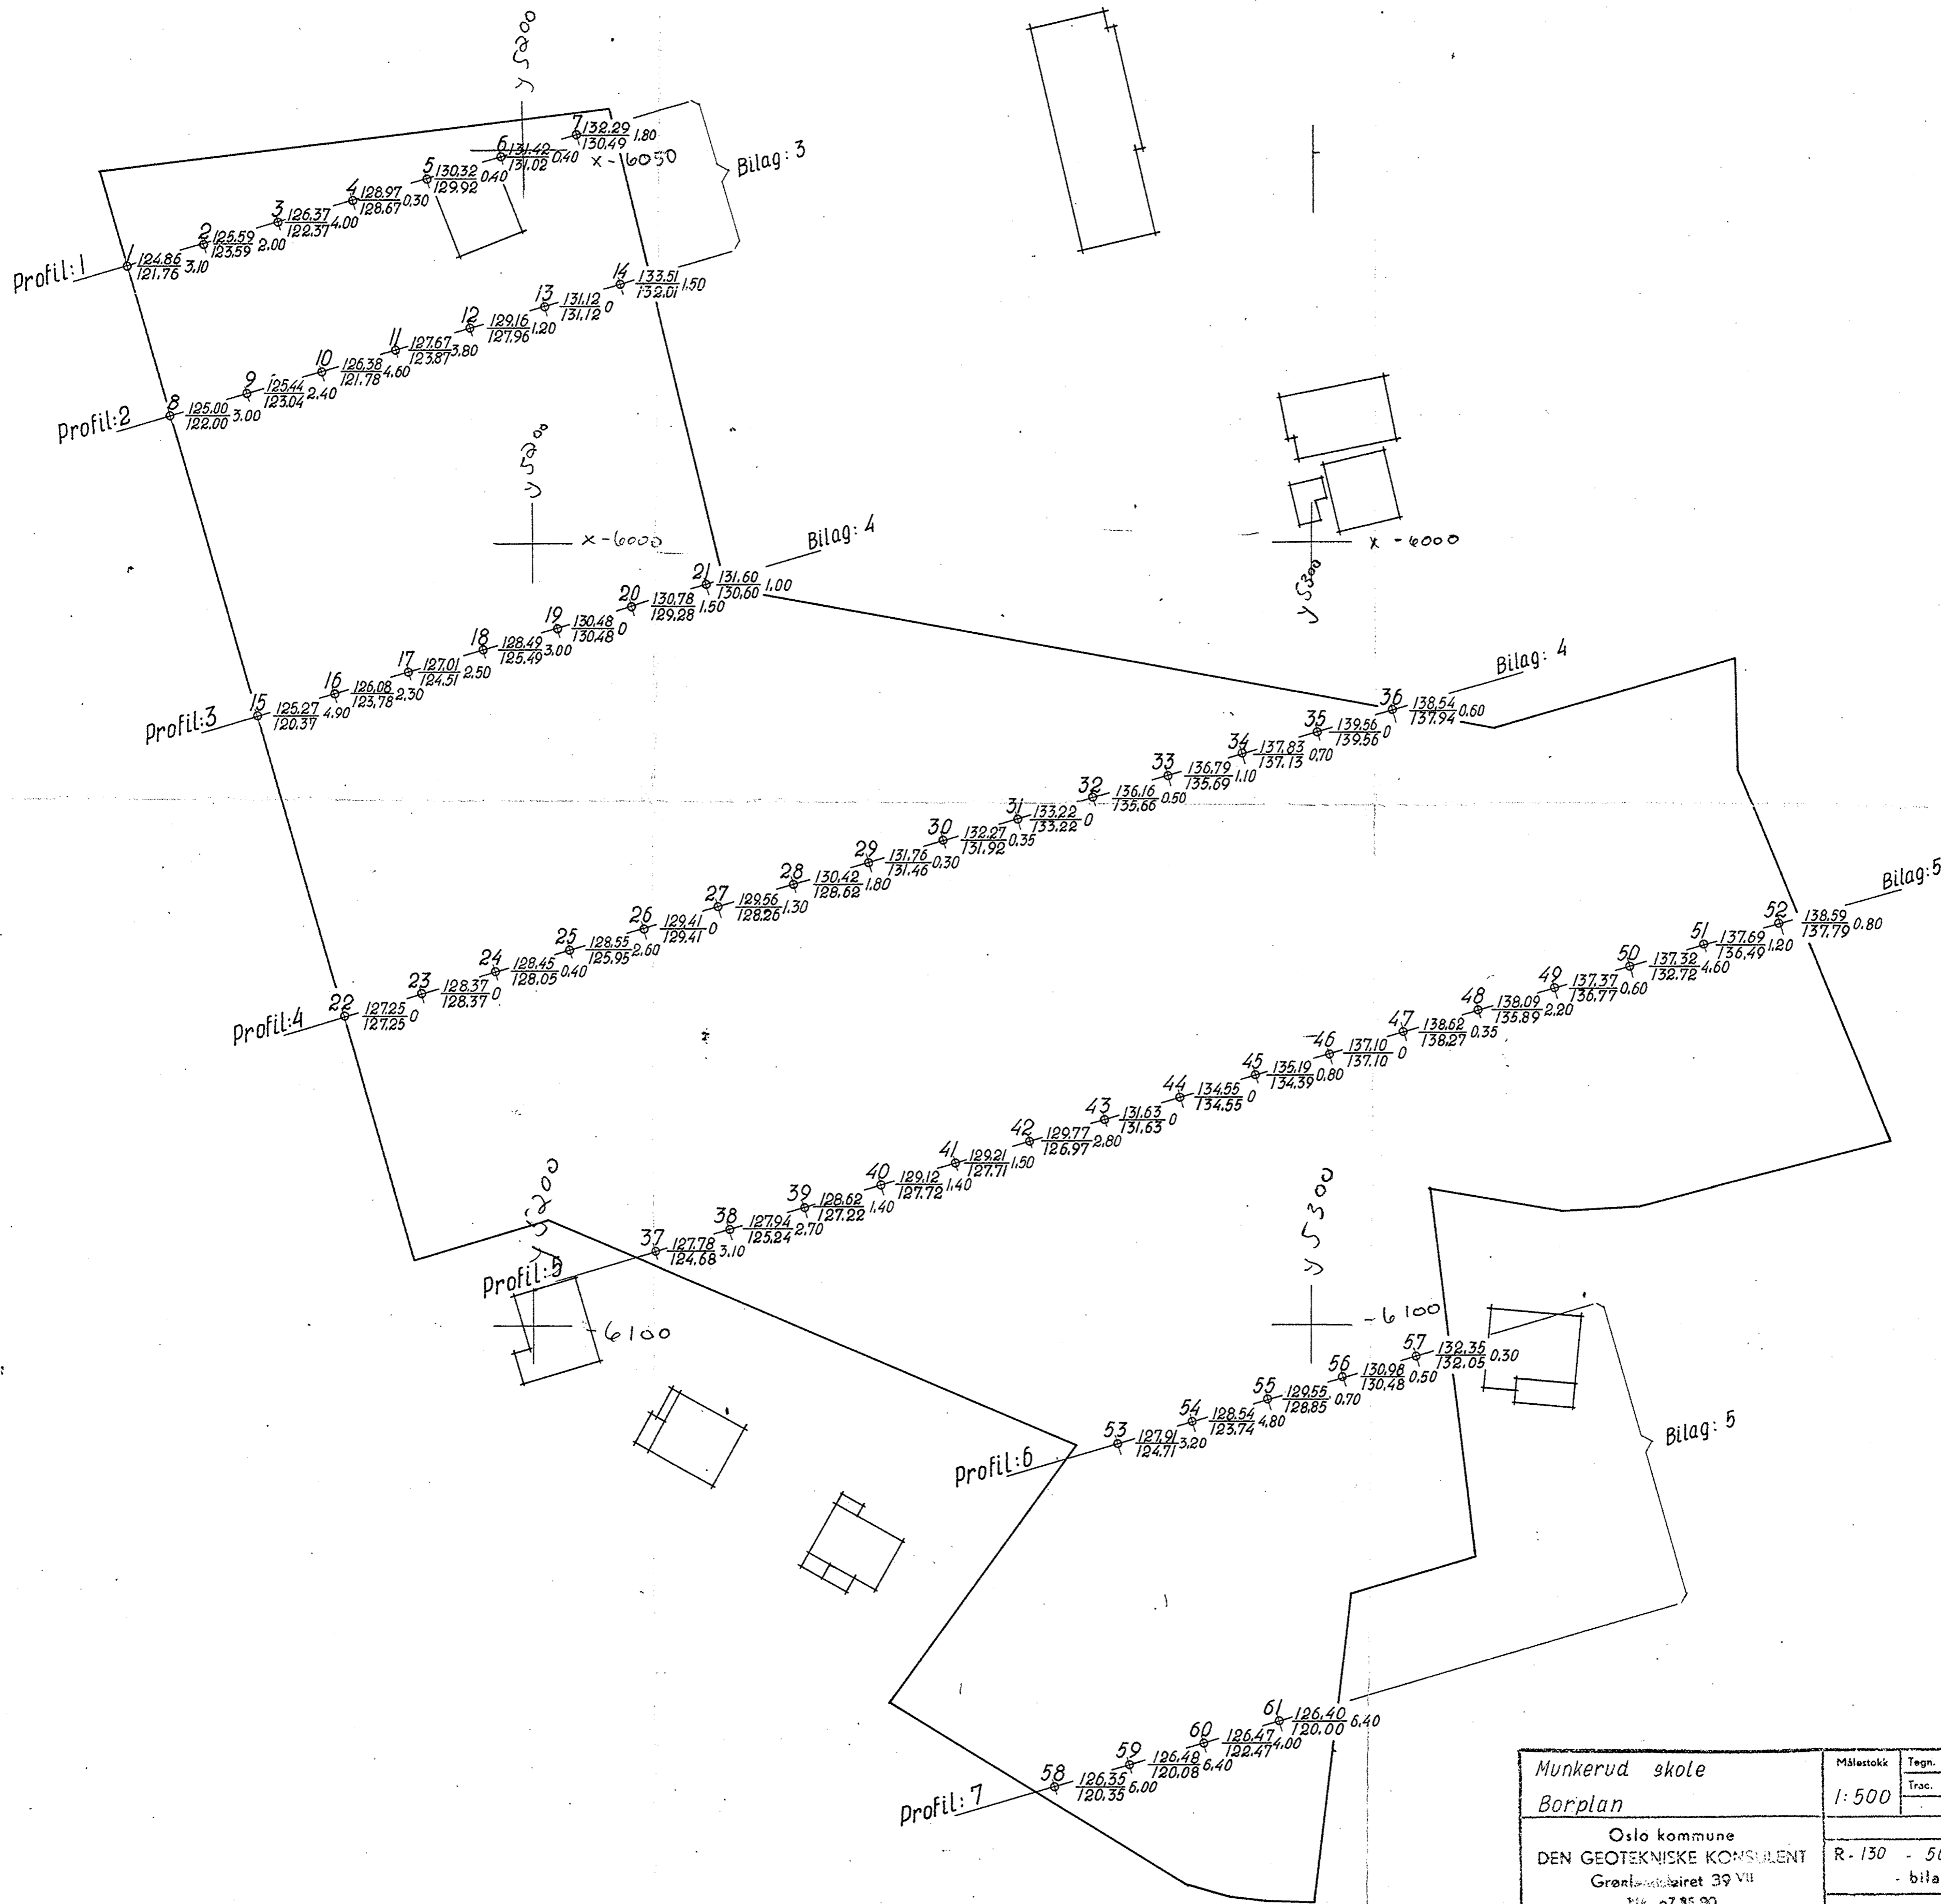 y 5200
7 132.29 130.49 1.80
6 131.42 131.02 0.40
x -6050
5 130.32 129.92 0.40
4 128.97 128.67 0.30
3 126.37 122.37 4.00
2 125.59 123.59 2.00
1 124.86 121.76 3.10
Profil:1
Bilag: 3
14 133.51 132.01 1.50
13 131.12 131.12 0
12 129.16 127.96 1.20
11 127.67 123.87 3.80
10 126.38 121.78 4.60
9 125.44 123.04 2.40
8 125.00 122.00 3.00
Profil:2
y 5200
x -6000
Bilag: 4
x -6000
y 5300
21 131.60 130.60 1.00
20 130.78 129.28 1.50
19 130.48 130.48 0
18 128.49 125.49 3.00
17 127.01 124.51 2.50
16 126.08 123.78 2.30
15 125.27 120.37 4.90
Profil:3
Bilag: 4
36 138.54 137.94 0.60
35 139.56 139.56 0
34 137.83 137.13 0.70
33 136.79 135.69 1.10
32 136.16 135.66 0.50
31 133.22 133.22 0
30 132.27 131.92 0.35
29 131.76 131.46 0.30
28 130.42 128.62 1.80
27 129.56 128.26 1.30
26 129.41 129.41 0
25 128.55 125.95 2.60
24 128.45 128.05 0.40
23 128.37 128.37 0
22 127.25 127.25 0
Profil:4
Bilag:5
52 138.59 137.79 0.80
51 137.69 136.49 1.20
50 137.32 132.72 4.60
49 137.37 136.77 0.60
48 138.09 135.89 2.20
47 138.62 138.27 0.35
46 137.10 137.10 0
45 135.19 134.39 0.80
44 134.55 134.55 0
43 131.63 131.63 0
42 129.77 126.97 2.80
41 129.21 127.71 1.50
40 129.12 127.72 1.40
39 128.62 127.22 1.40
38 127.94 125.24 2.70
37 127.78 124.68 3.10
Profil:5
y 5200
-6100
y 5300
-6100
57 132.35 132.05 0.30
56 130.98 130.48 0.50
55 129.55 128.85 0.70
54 128.54 123.74 4.80
53 127.91 124.71 3.20
Profil:6
Bilag: 5
61 126.40 120.00 6.40
60 126.47 122.47 4.00
59 126.48 120.08 6.40
58 126.35 120.35 6.00
Profil: 7
Munkerud skole
Borplan
Målestokk
1:500
Tegn.
Trac.
Oslo kommune
DEN GEOTEKNISKE KONSULENT
39 VII
R-130